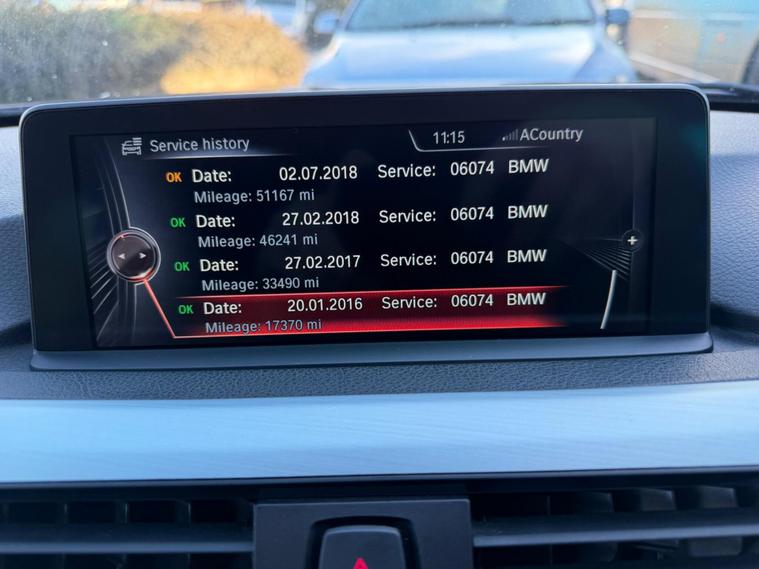 Service history 11:15 ACountry
OK Date: 02.07.2018 Service: 06074 BMW
Mileage: 51167 mi
OK Date: 27.02.2018 Service: 06074 BMW
Mileage: 46241 mi
OK Date: 27.02.2017 Service: 06074 BMW
Mileage: 33490 mi
OK Date: 20.01.2016 Service: 06074 BMW
Mileage: 17370 mi